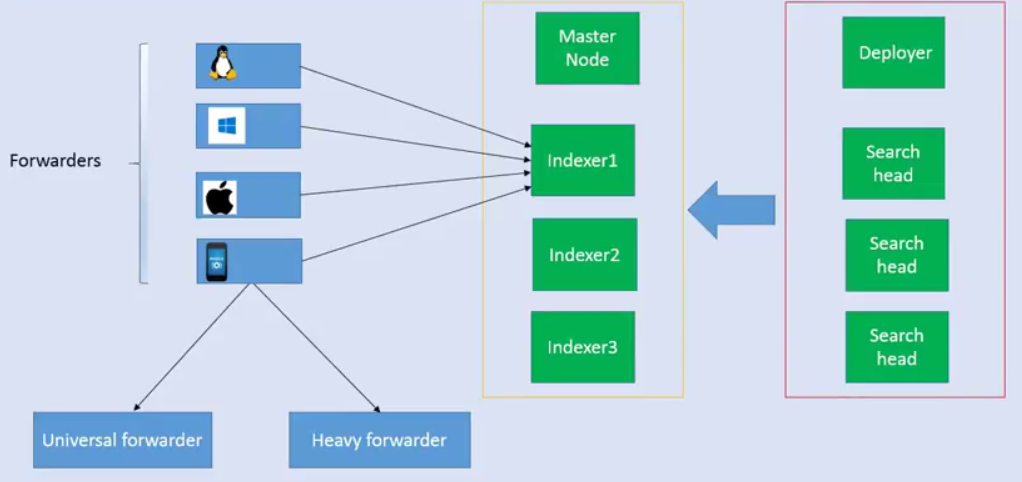 Forwarders
Master
Node
Indexer1
Indexer2
Indexer3
Deployer
Search
head
Search
head
Search
head
Universal forwarder
Heavy forwarder